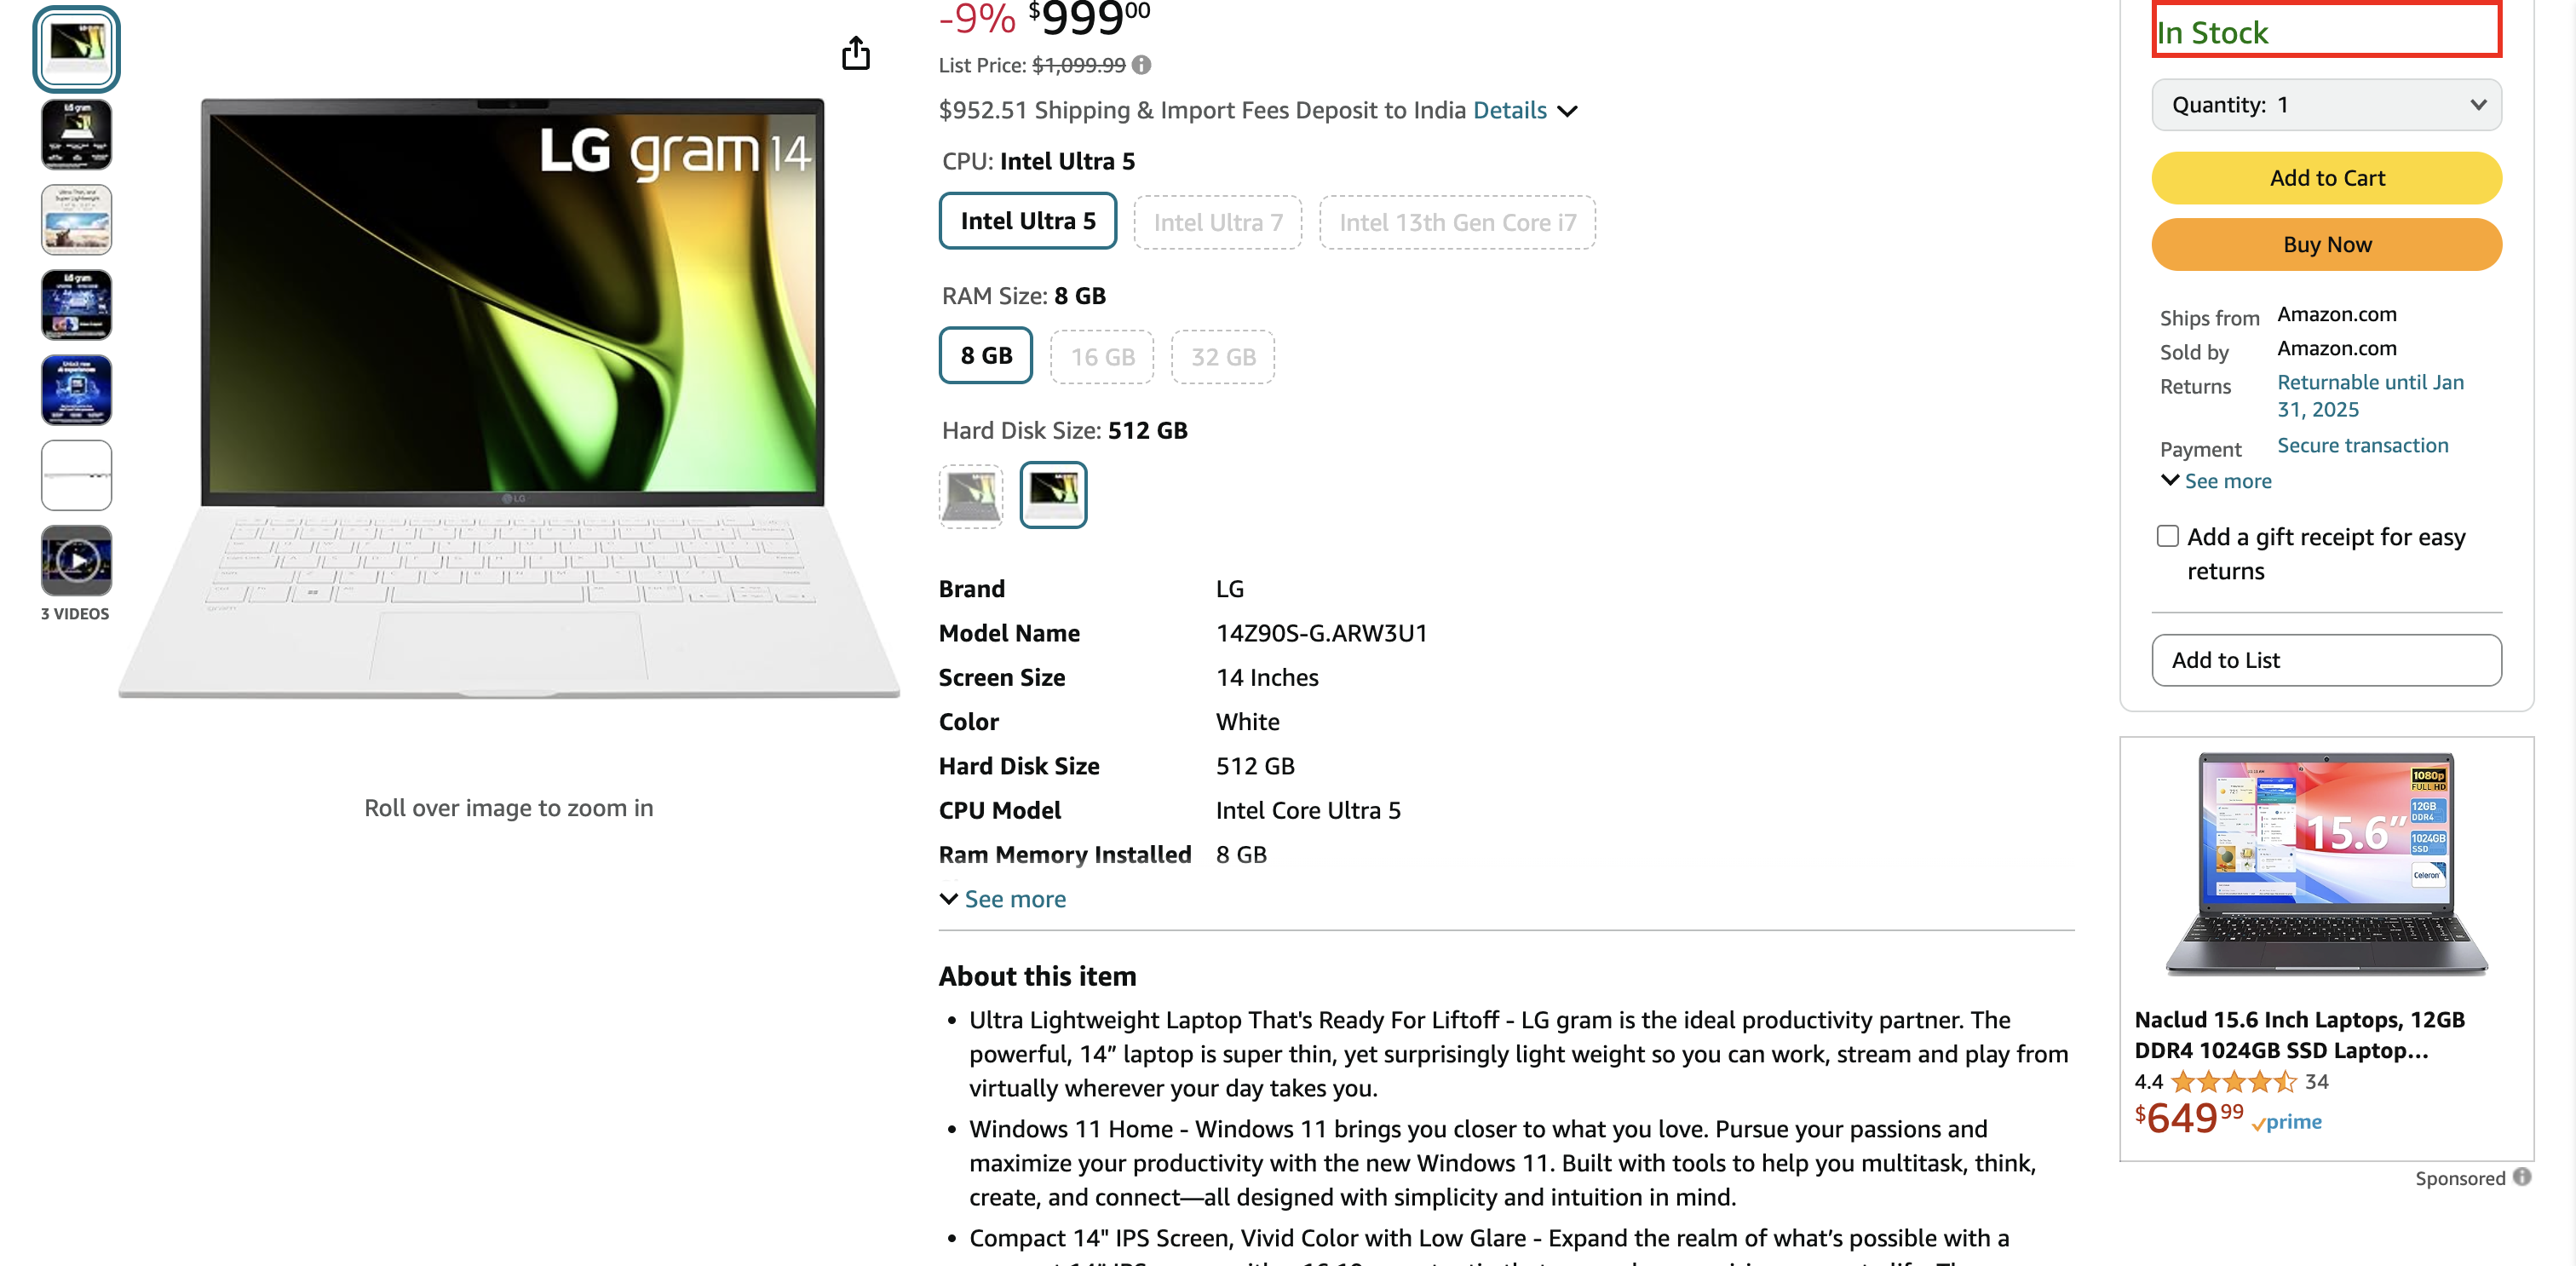 -9% $999.00
List Price: $1,099.99
$952.51 Shipping & Import Fees Deposit to India Details
CPU: Intel Ultra 5
Intel Ultra 5
Intel Ultra 7
Intel 13th Gen Core i7
RAM Size: 8 GB
8 GB
16 GB
32 GB
Hard Disk Size: 512 GB
Brand LG
Model Name 14Z90S-G.ARW3U1
Screen Size 14 Inches
Color White
Hard Disk Size 512 GB
CPU Model Intel Core Ultra 5
Ram Memory Installed 8 GB
See more
About this item
• Ultra Lightweight Laptop That's Ready For Liftoff - LG gram is the ideal productivity partner. The
powerful, 14” laptop is super thin, yet surprisingly light weight so you can work, stream and play from
virtually wherever your day takes you.
• Windows 11 Home - Windows 11 brings you closer to what you love. Pursue your passions and
maximize your productivity with the new Windows 11. Built with tools to help you multitask, think,
create, and connect—all designed with simplicity and intuition in mind.
• Compact 14" IPS Screen, Vivid Color with Low Glare - Expand the realm of what’s possible with a
LG gram 14
LG
gram
3 VIDEOS
Roll over image to zoom in
In Stock
Quantity: 1
Add to Cart
Buy Now
Ships from Amazon.com
Sold by Amazon.com
Returns Returnable until Jan
31, 2025
Payment Secure transaction
See more
Add a gift receipt for easy
returns
Add to List
1080p
FULL HD
12GB
DDR4
15.6”
1024GB
SSD
Celeron
Naclud 15.6 Inch Laptops, 12GB
DDR4 1024GB SSD Laptop...
4.4 34
$649.99 prime
Sponsored